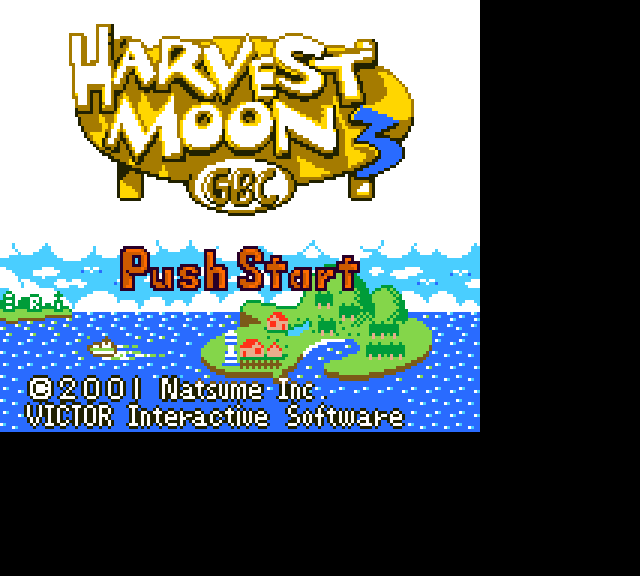 HARVEST
MOON 3
GBC
Push Start
©2001 Natsume Inc.
VICTOR Interactive Software